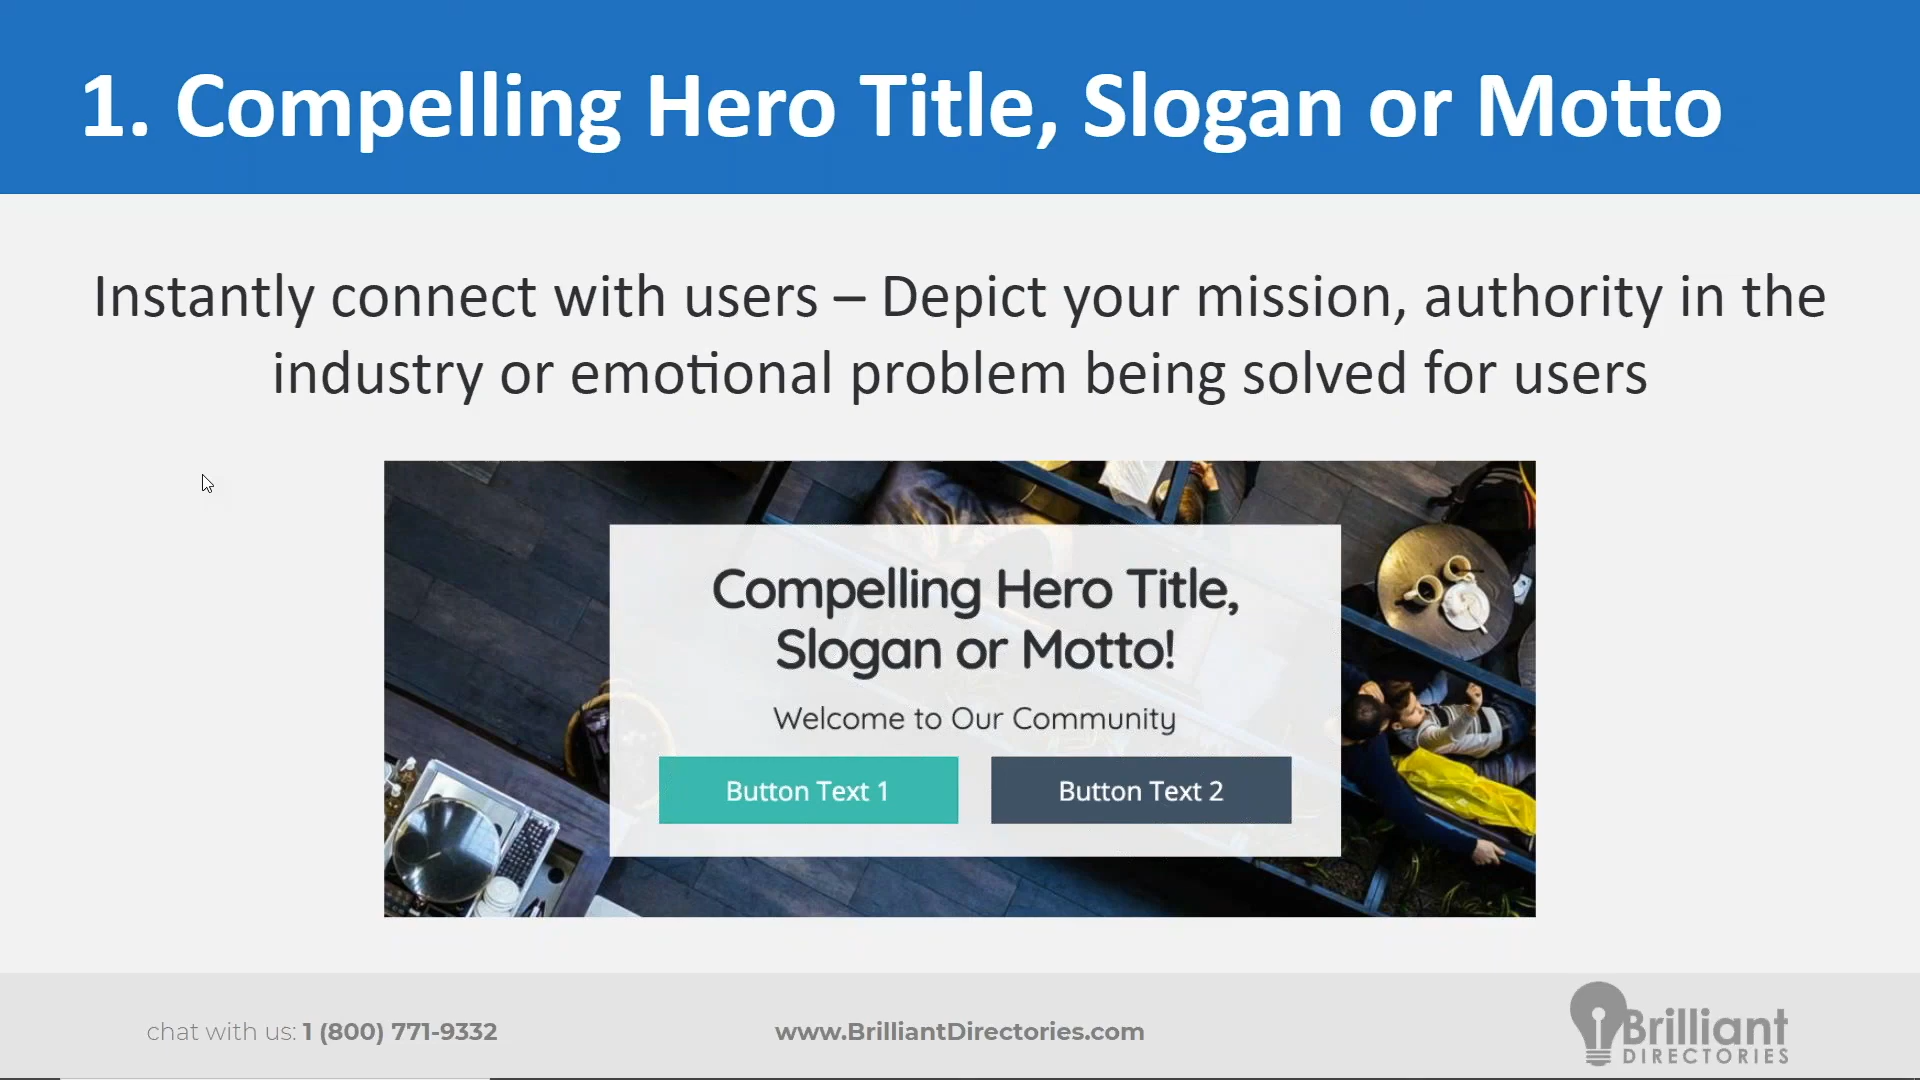 1. Compelling Hero Title, Slogan or Motto
Instantly connect with users – Depict your mission, authority in the
industry or emotional problem being solved for users
Compelling Hero Title,
Slogan or Motto!
Welcome to Our Community
Button Text 1
Button Text 2
chat with us: 1 (800) 771-9332
www.BrilliantDirectories.com
Brilliant
DIRECTORIES